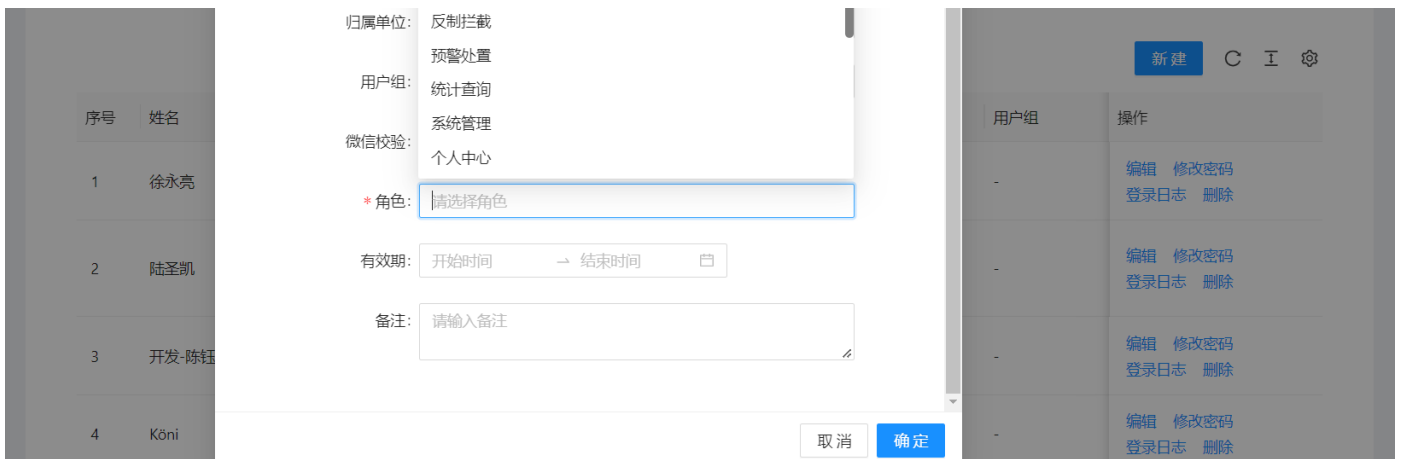 归属单位:
反制拦截
预警处置
统计查询
系统管理
个人中心
用户组:
微信校验:
* 角色: 请选择角色
有效期: 开始时间 → 结束时间
备注: 请输入备注
取消 确定
新建
序号 姓名 用户组 操作
1 徐永亮 - 编辑 修改密码
登录日志 删除
2 陆圣凯 - 编辑 修改密码
登录日志 删除
3 开发-陈钰 - 编辑 修改密码
登录日志 删除
4 Köni - 编辑 修改密码
登录日志 删除